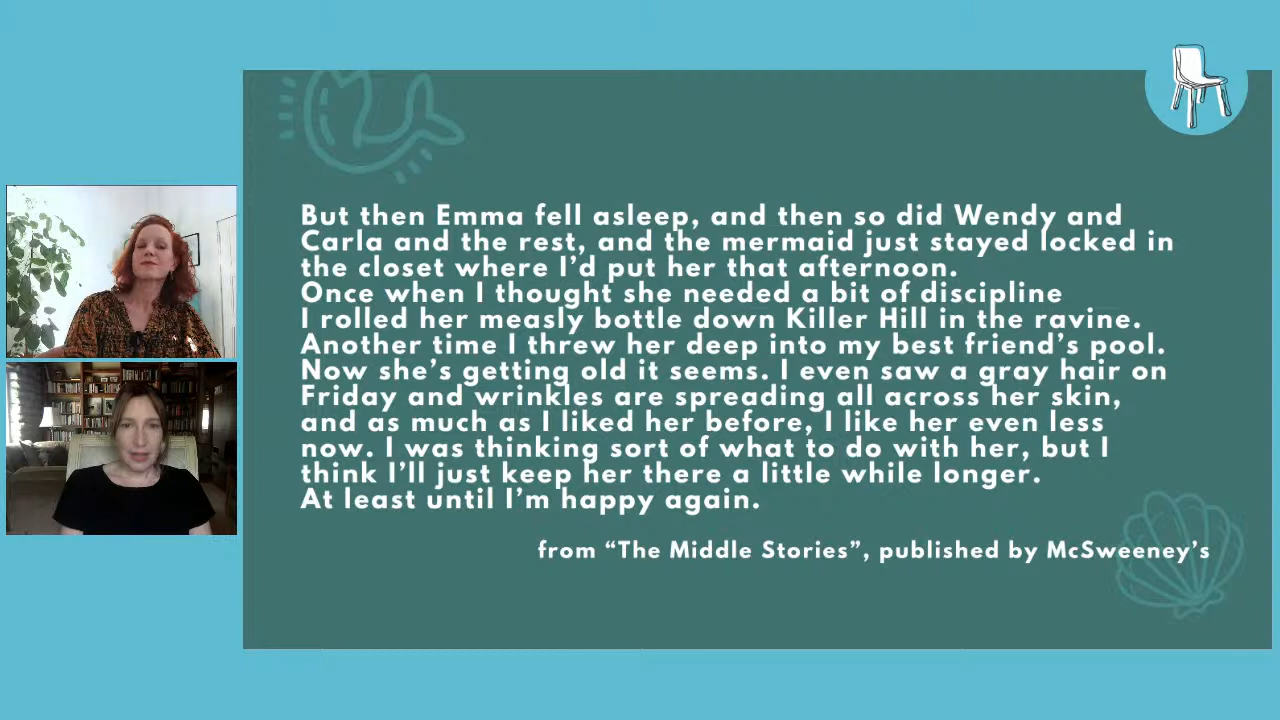 But then Emma fell asleep, and then so did Wendy and
Carla and the rest, and the mermaid just stayed locked in
the closet where I’d put her that afternoon.
Once when I thought she needed a bit of discipline
I rolled her measly bottle down Killer Hill in the ravine.
Another time I threw her deep into my best friend’s pool.
Now she’s getting old it seems. I even saw a gray hair on
Friday and wrinkles are spreading all across her skin,
and as much as I liked her before, I like her even less
now. I was thinking sort of what to do with her, but I
think I’ll just keep her there a little while longer.
At least until I’m happy again.
from “The Middle Stories”, published by McSweeney’s